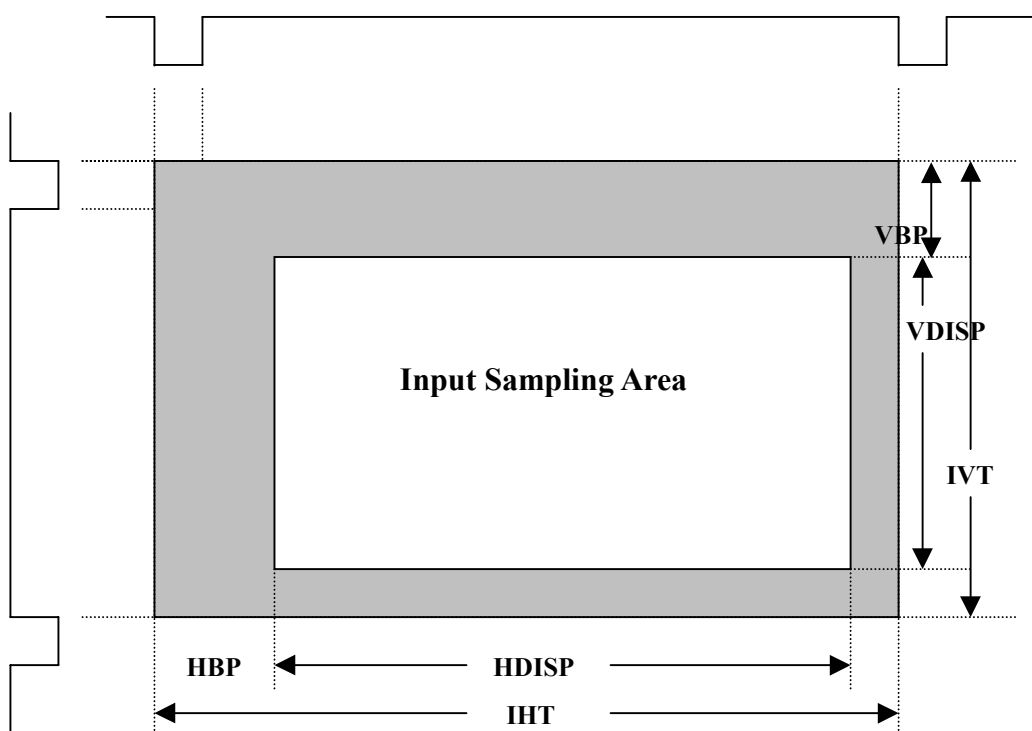 VBP
VDISP
Input Sampling Area
IVT
HBP
HDISP
IHT